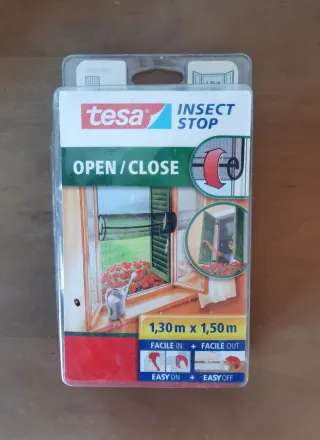 tesa
INSECT
STOP
OPEN/CLOSE
1,30 m x 1,50 m
FACILE IN + FACILE OUT
EASY ON + EASY OFF